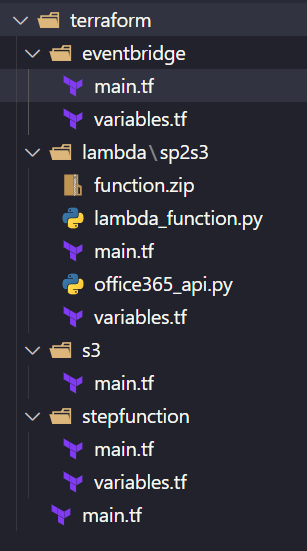 terraform
eventbridge
main.tf
variables.tf
lambda\sp2s3
function.zip
lambda_function.py
main.tf
office365_api.py
variables.tf
s3
main.tf
stepfunction
main.tf
variables.tf
main.tf